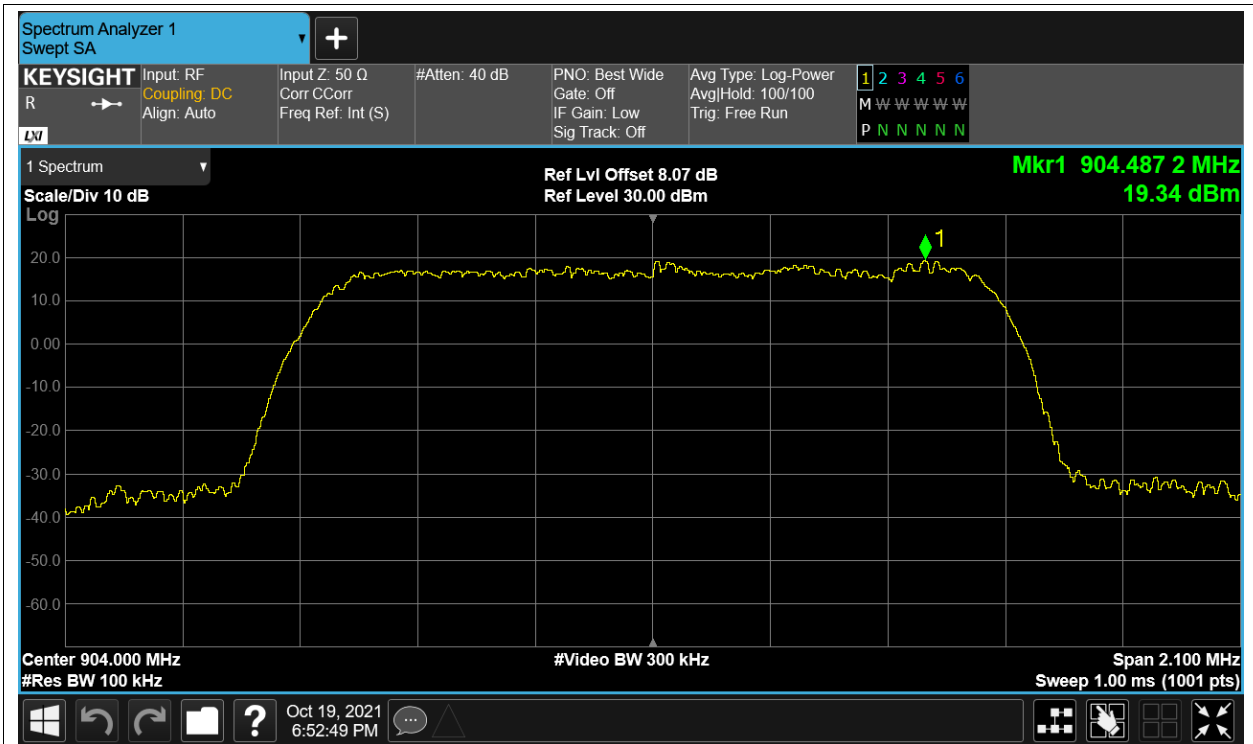 Spectrum Analyzer 1
Swept SA
KEYSIGHT
R
LXI
Input: RF
Coupling: DC
Align: Auto
Input Z: 50 Ω
Corr CCorr
Freq Ref: Int (S)
#Atten: 40 dB
PNO: Best Wide
Gate: Off
IF Gain: Low
Sig Track: Off
Avg Type: Log-Power
Avg|Hold: 100/100
Trig: Free Run
1 2 3 4 5 6
M W W W W W
P N N N N N
1 Spectrum
Scale/Div 10 dB
Log
Ref Lvl Offset 8.07 dB
Ref Level 30.00 dBm
Mkr1 904.487 2 MHz
19.34 dBm
1
20.0
10.0
0.00
-10.0
-20.0
-30.0
-40.0
-50.0
-60.0
Center 904.000 MHz
#Res BW 100 kHz
#Video BW 300 kHz
Span 2.100 MHz
Sweep 1.00 ms (1001 pts)
?
Oct 19, 2021
6:52:49 PM